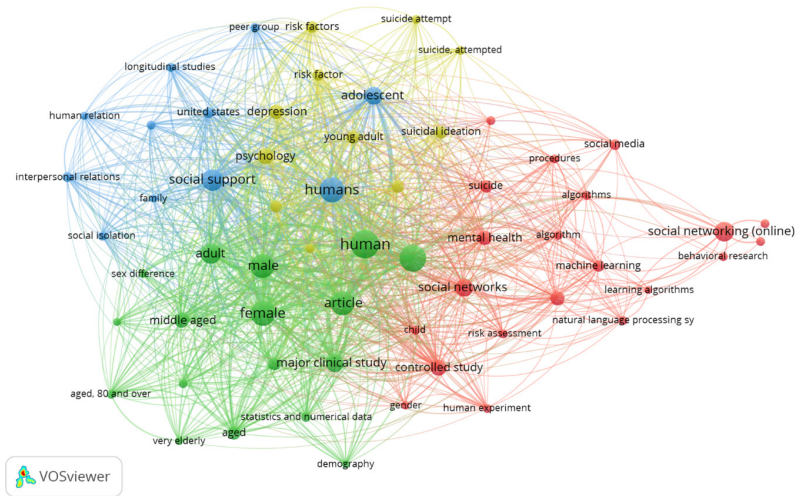 suicide attempt
peer group
risk factors
suicide, attempted
longitudinal studies
risk factor
adolescent
human relation
united states
depression
young adult
suicidal ideation
social media
psychology
procedures
interpersonal relations
social support
humans
suicide
family
algorithms
social isolation
human
mental health
algorithm
social networking (online)
adult
male
behavioral research
sex difference
machine learning
social networks
learning algorithms
female
article
middle aged
natural language processing sy
child
risk assessment
major clinical study
controlled study
aged, 80 and over
gender
human experiment
statistics and numerical data
aged
very elderly
demography
VOSviewer